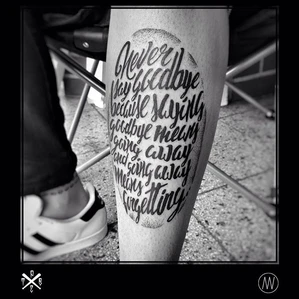 Never
say goodbye
because saying
goodbye means
going away
and going away
means
forgetting